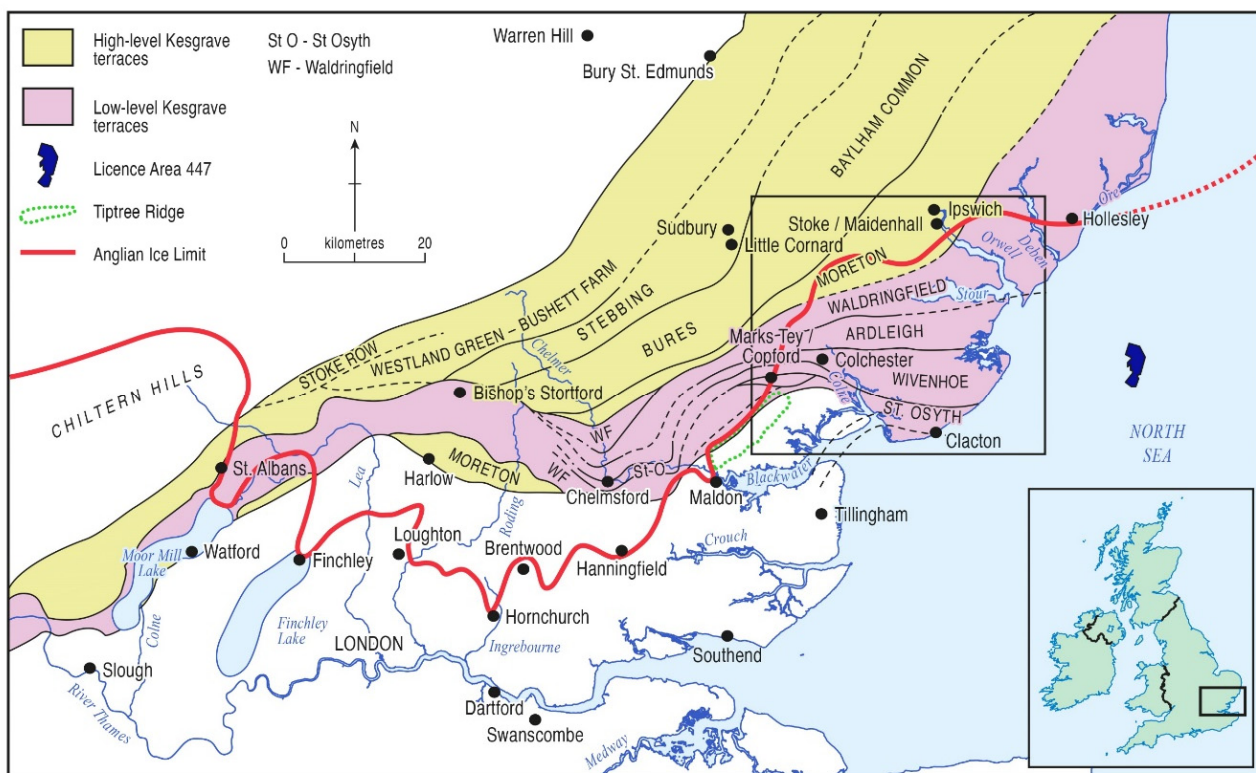 High-level Kesgrave
terraces
Low-level Kesgrave
terraces
Licence Area 447
Tiptree Ridge
Anglian Ice Limit
St O - St Osyth
WF - Waldringfield
N
0
20
kilometres
Warren Hill
Bury St. Edmunds
BAYLHAM COMMON
Sudbury
Little Cornard
Stoke / Maidenhall
Ipswich
Hollesley
Ore
Deben
Orwell
Stour
MORETON
WALDRINGFIELD
ARDLEIGH
Marks Tey /
Copford
Colchester
Colne
WIVENHOE
ST. OSYTH
Clacton
NORTH
SEA
STOKE ROW
WESTLAND GREEN - BUSHETT FARM
STEBBING
BURES
Chelmer
CHILTERN HILLS
Bishop's Stortford
WF
WF
St-O
St. Albans
Lea
Harlow
MORETON
Roding
Chelmsford
Maldon
Blackwater
Tillingham
Moor Mill
Lake
Watford
Finchley
Loughton
Brentwood
Hanningfield
Crouch
Colne
Finchley
Lake
Hornchurch
LONDON
Ingrebourne
Southend
Slough
River Thames
Dartford
Swanscombe
Medway